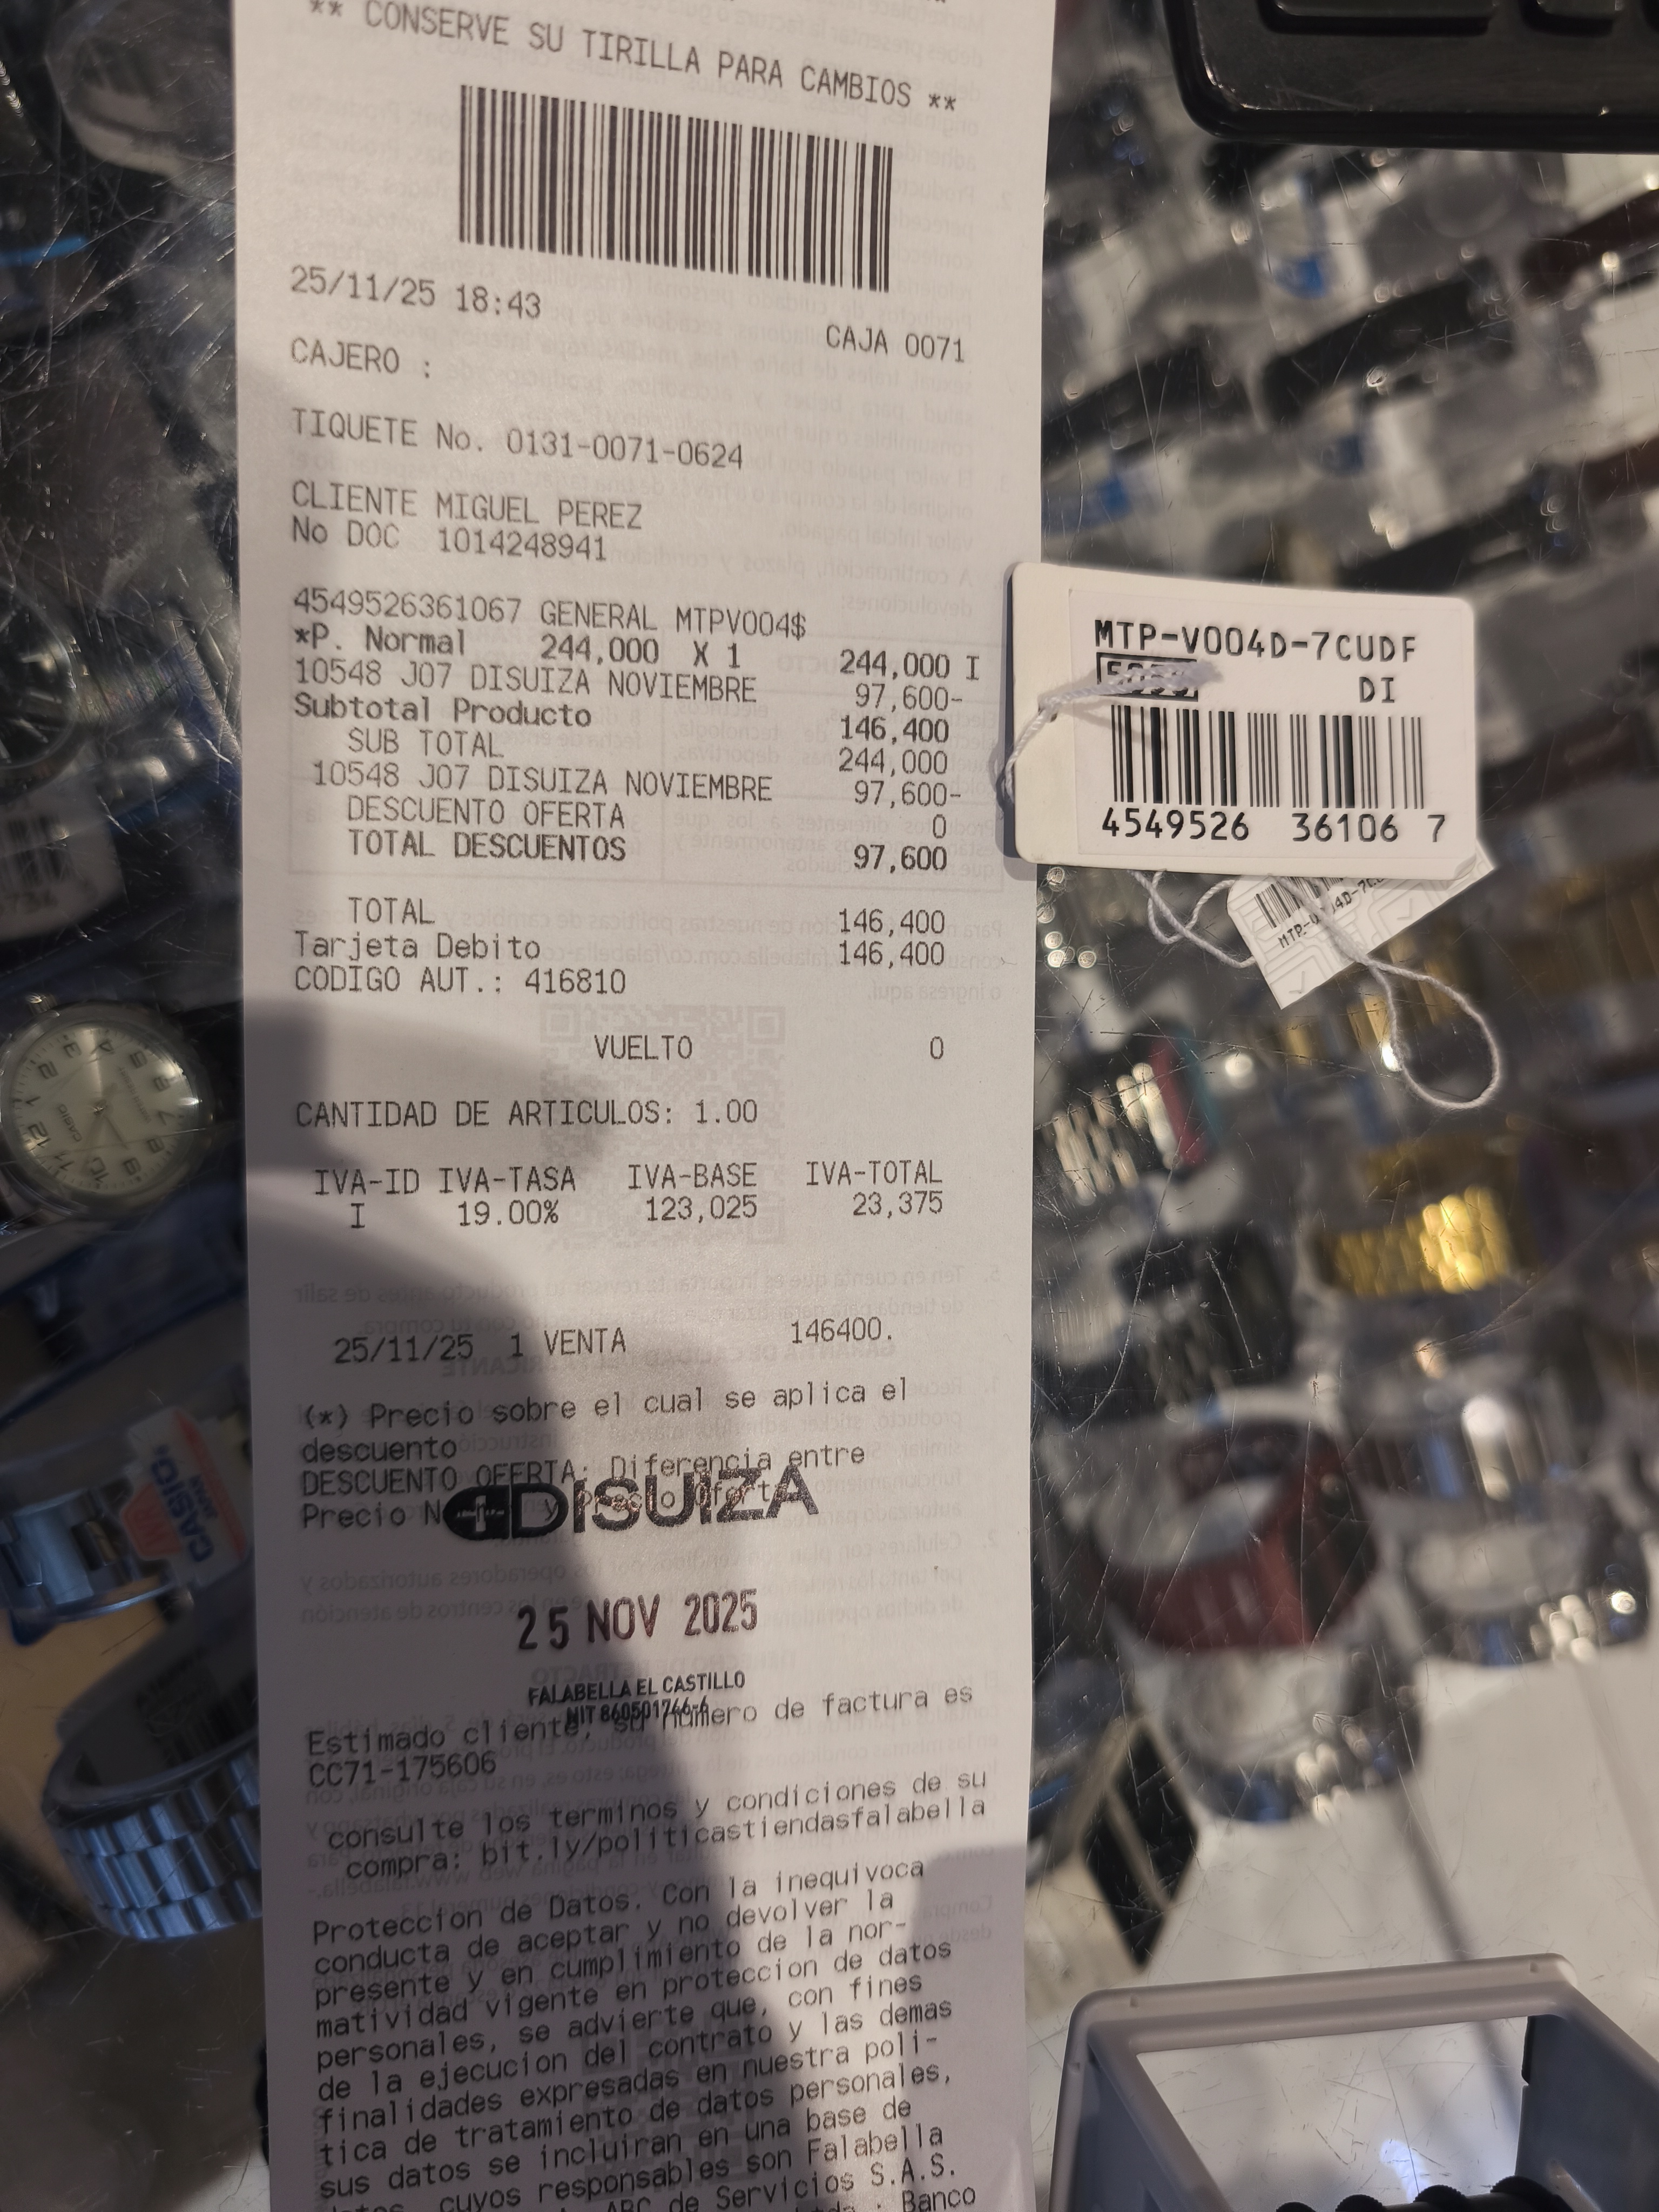 ** CONSERVE SU TIRILLA PARA CAMBIOS **
25/11/25 18:43
CAJA 0071
CAJERO :
TIQUETE No. 0131-0071-0624
CLIENTE MIGUEL PEREZ
No DOC 1014248941
4549526361067 GENERAL MTPV004$
*P. Normal 244,000 X 1 244,000 I
10548 J07 DISUIZA NOVIEMBRE 97,600-
Subtotal Producto 146,400
SUB TOTAL 244,000
10548 J07 DISUIZA NOVIEMBRE 97,600-
DESCUENTO OFERTA 0
TOTAL DESCUENTOS 97,600
TOTAL 146,400
Tarjeta Debito 146,400
CODIGO AUT.: 416810
VUELTO 0
CANTIDAD DE ARTICULOS: 1.00
IVA-ID IVA-TASA IVA-BASE IVA-TOTAL
I 19.00% 123,025 23,375
25/11/25 1 VENTA 146400.
(*) Precio sobre el cual se aplica el
descuento
DESCUENTO OFERTA: Diferencia entre
Precio y Precio
DISUIZA
25 NOV 2025
FALABELLA EL CASTILLO
NIT 860501746-6
Estimado cliente, su numero de factura es
CC71-175606
consulte los terminos y condiciones de su
compra: bit.ly/politicastiendasfalabella
Proteccion de Datos. Con la inequivoca
conducta de aceptar y no devolver la
presente y en cumplimiento de la nor-
matividad vigente en proteccion de datos
personales, se advierte que, con fines
de la ejecucion del contrato y las demas
finalidades expresadas en nuestra poli-
tica de tratamiento de datos personales,
sus datos se incluiran en una base de
datos, cuyos responsables son Falabella
ABC de Servicios S.A.S.
Banco
MTP-V004D-7CUDF
DI
4549526 36106 7
CASIO